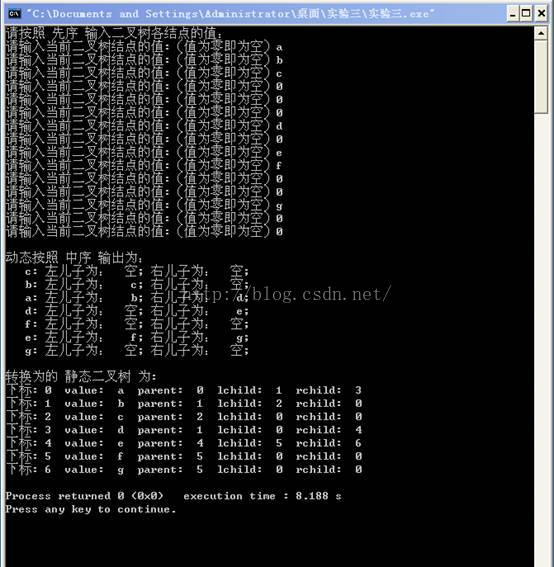 "C:\Documents and Settings\Administrator\桌面\实验三\实验三.exe"
请按照 先序 输入二叉树各结点的值:
请输入当前二叉树结点的值:(值为零即为空) a
请输入当前二叉树结点的值:(值为零即为空) b
请输入当前二叉树结点的值:(值为零即为空) c
请输入当前二叉树结点的值:(值为零即为空) 0
请输入当前二叉树结点的值:(值为零即为空) 0
请输入当前二叉树结点的值:(值为零即为空) 0
请输入当前二叉树结点的值:(值为零即为空) d
请输入当前二叉树结点的值:(值为零即为空) 0
请输入当前二叉树结点的值:(值为零即为空) e
请输入当前二叉树结点的值:(值为零即为空) f
请输入当前二叉树结点的值:(值为零即为空) 0
请输入当前二叉树结点的值:(值为零即为空) 0
请输入当前二叉树结点的值:(值为零即为空) g
请输入当前二叉树结点的值:(值为零即为空) 0
请输入当前二叉树结点的值:(值为零即为空) 0
动态按照 中序 输出为:
c: 左儿子为: 空; 右儿子为: 空;
b: 左儿子为: c; 右儿子为: 空;
a: 左儿子为: b; 右儿子为: d;
http://blog.csdn.net/
d: 左儿子为: 空; 右儿子为: e;
f: 左儿子为: 空; 右儿子为: 空;
e: 左儿子为: f; 右儿子为: g;
g: 左儿子为: 空; 右儿子为: 空;
转换为的 静态二叉树 为:
下标: 0 value: a parent: 0 lchild: 1 rchild: 3
下标: 1 value: b parent: 1 lchild: 2 rchild: 0
下标: 2 value: c parent: 2 lchild: 0 rchild: 0
下标: 3 value: d parent: 1 lchild: 0 rchild: 4
下标: 4 value: e parent: 4 lchild: 5 rchild: 6
下标: 5 value: f parent: 5 lchild: 0 rchild: 0
下标: 6 value: g parent: 5 lchild: 0 rchild: 0
Process returned 0 (0x0) execution time : 8.188 s
Press any key to continue.